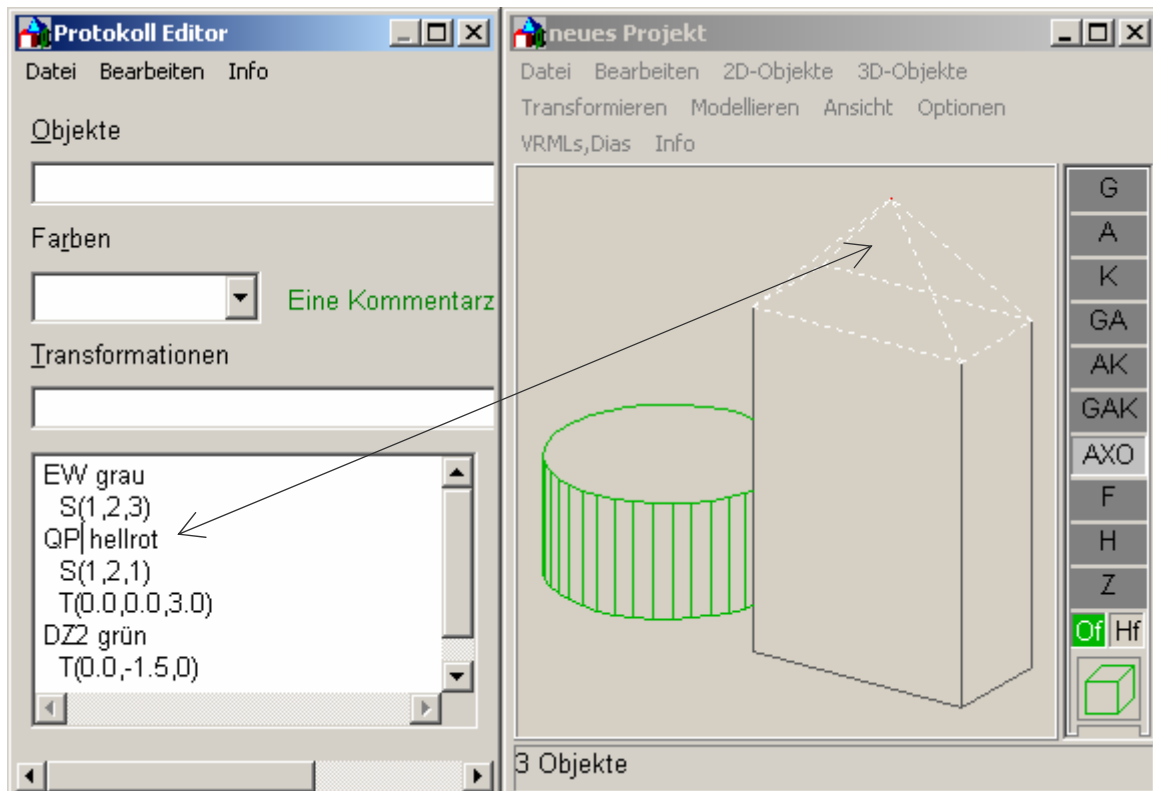 Protokoll Editor
Datei Bearbeiten Info
Objekte
Farben
Eine Kommentarz
Transformationen
EW grau
S(1,2,3)
QP hellrot
S(1,2,1)
T(0.0,0.0,3.0)
DZ2 grün
T(0.0,-1.5,0)
neues Projekt
Datei Bearbeiten 2D-Objekte 3D-Objekte
Transformieren Modellieren Ansicht Optionen
VRMLs,Dias Info
G
A
K
GA
AK
GAK
AXO
F
H
Z
Of Hf
3 Objekte